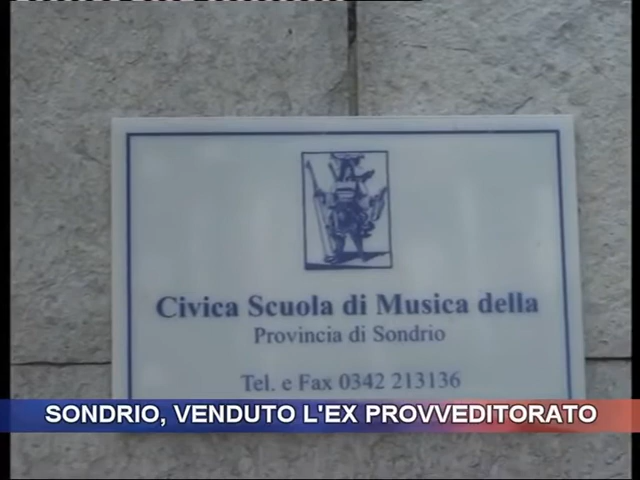 Civica Scuola di Musica della
Provincia di Sondrio
Tel. e Fax 0342 213136
SONDRIO, VENDUTO L'EX PROVVEDITORATO